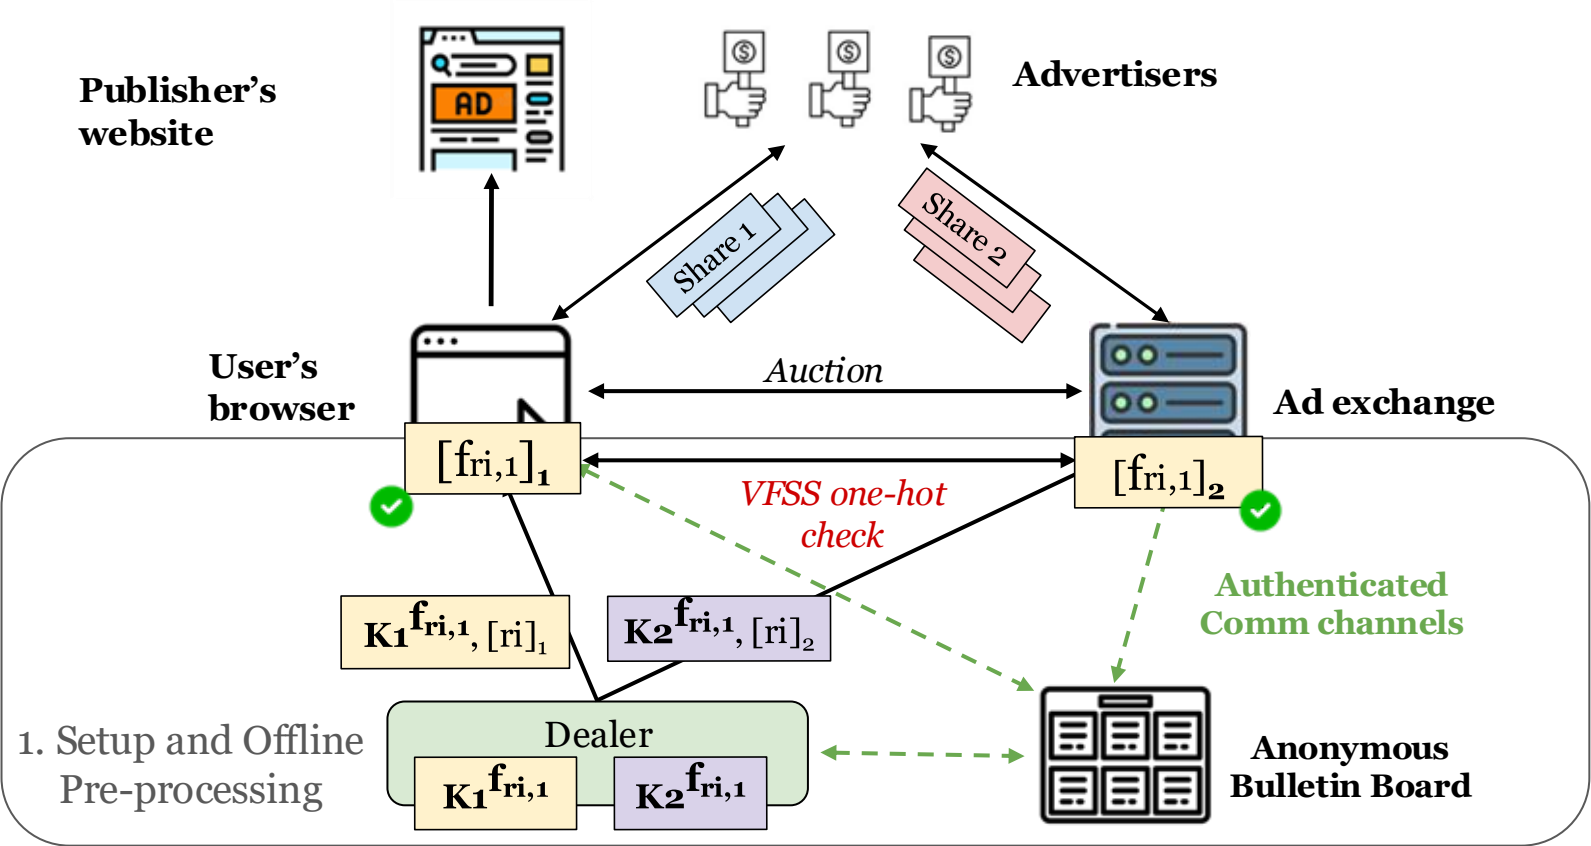 Publisher's
website
AD
$
$
$
Advertisers
Share 1
Share 2
User's
browser
Auction
Ad exchange
[fri,1]1
[fri,1]2
VFSS one-hot
check
Authenticated
Comm channels
K1fri,1, [ri]1
K2fri,1, [ri]2
1. Setup and Offline
Pre-processing
Dealer
K1fri,1
K2fri,1
Anonymous
Bulletin Board